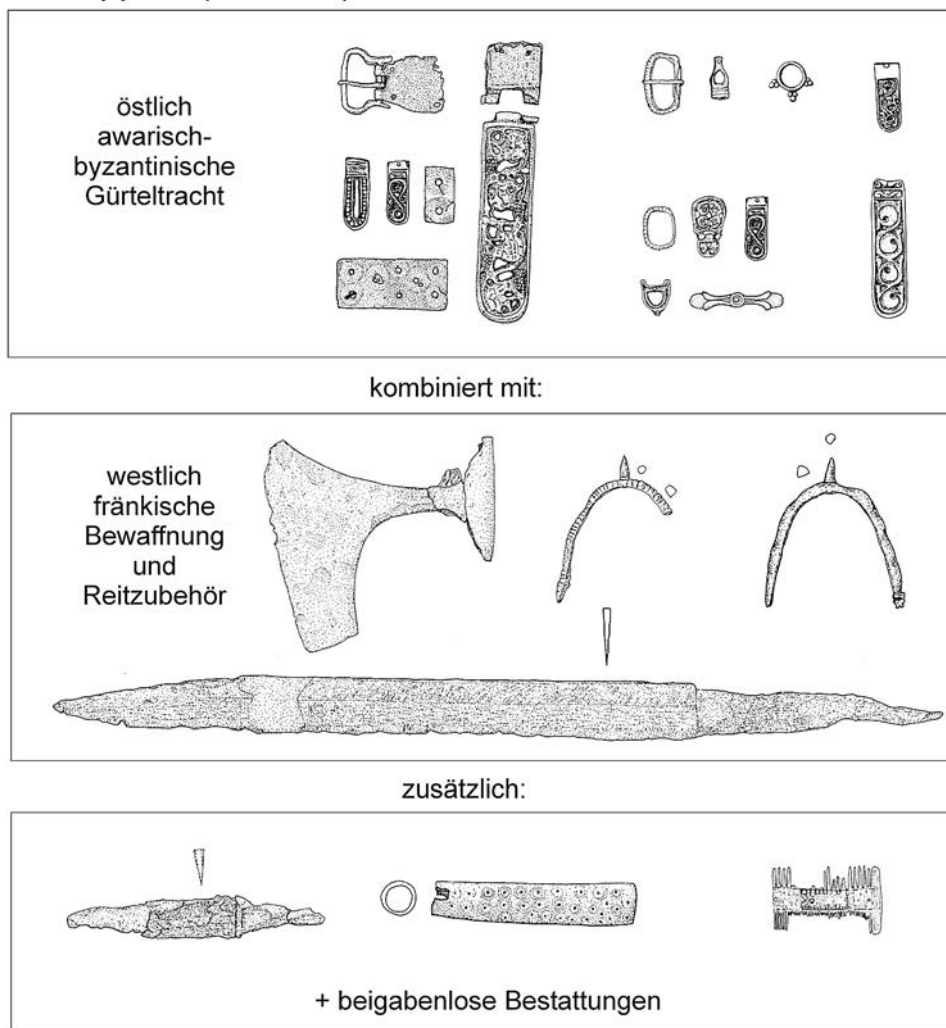 östlich
awarisch-
byzantinische
Gürteltracht
kombiniert mit:
westlich
fränkische
Bewaffnung
und
Reitzubehör
zusätzlich:
+ beigabenlose Bestattungen